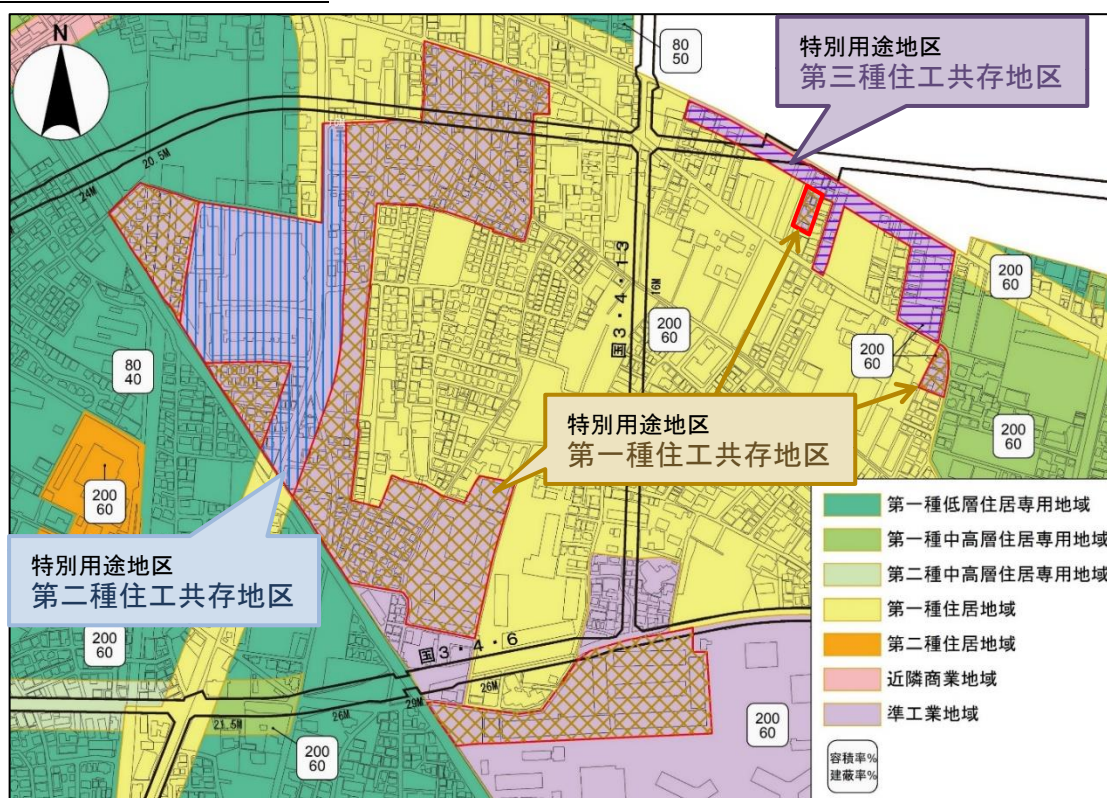 N
80
50
特別用途地区
第三種住工共存地区
20.5M
24M
国3・4・13
16M
200
60
200
60
200
60
200
60
80
40
200
60
特別用途地区
第一種住工共存地区
特別用途地区
第二種住工共存地区
200
60
国3・4・6
26M
29M
26M
21.5M
200
60
200
60
第一種低層住居専用地域
第一種中高層住居専用地域
第二種中高層住居専用地域
第一種住居地域
第二種住居地域
近隣商業地域
準工業地域
容積率%
建蔽率%